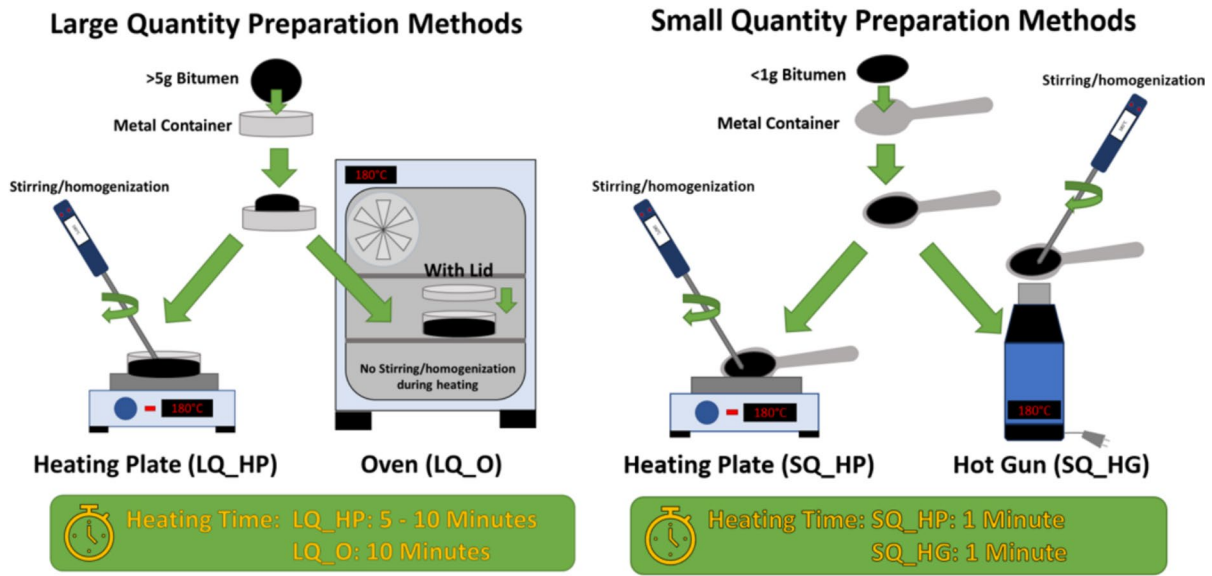 Large Quantity Preparation Methods
>5g Bitumen
Metal Container
Stirring/homogenization
180°C
With Lid
No Stirring/homogenization
during heating
180°C
Heating Plate (LQ_HP)
Oven (LQ_O)
Heating Time: LQ_HP: 5 - 10 Minutes
LQ_O: 10 Minutes
Small Quantity Preparation Methods
<1g Bitumen
Stirring/homogenization
Metal Container
Stirring/homogenization
180°C
180°C
Heating Plate (SQ_HP)
Hot Gun (SQ_HG)
Heating Time: SQ_HP: 1 Minute
SQ_HG: 1 Minute